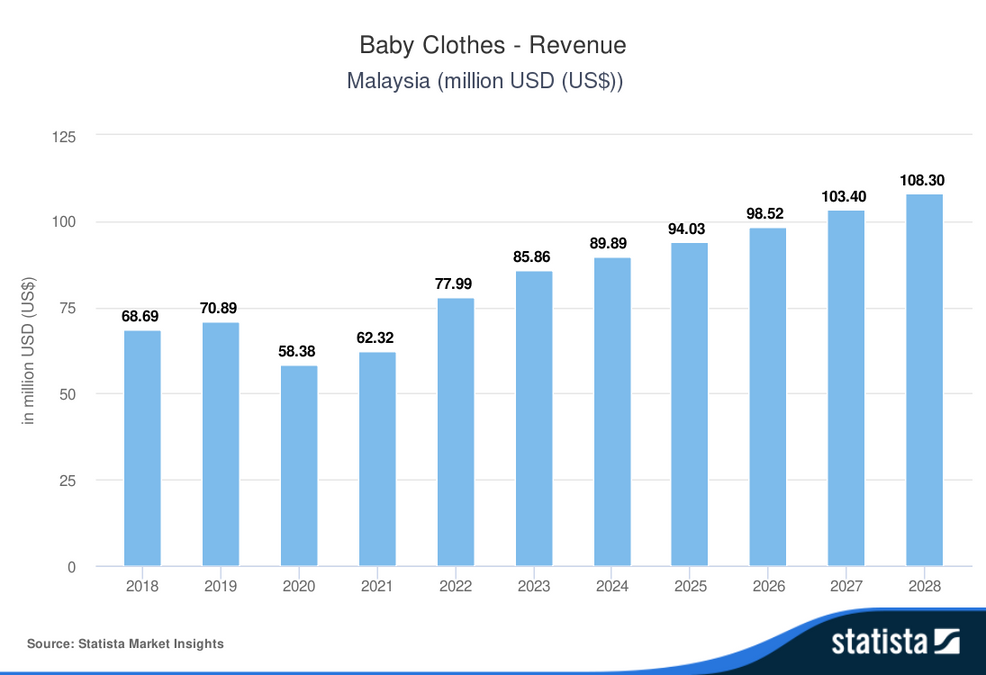 Baby Clothes - Revenue
Malaysia (million USD (US$))
in million USD (US$)
125
100
75
50
25
0
68.69
70.89
58.38
62.32
77.99
85.86
89.89
94.03
98.52
103.40
108.30
2018 2019 2020 2021 2022 2023 2024 2025 2026 2027 2028
Source: Statista Market Insights
statista